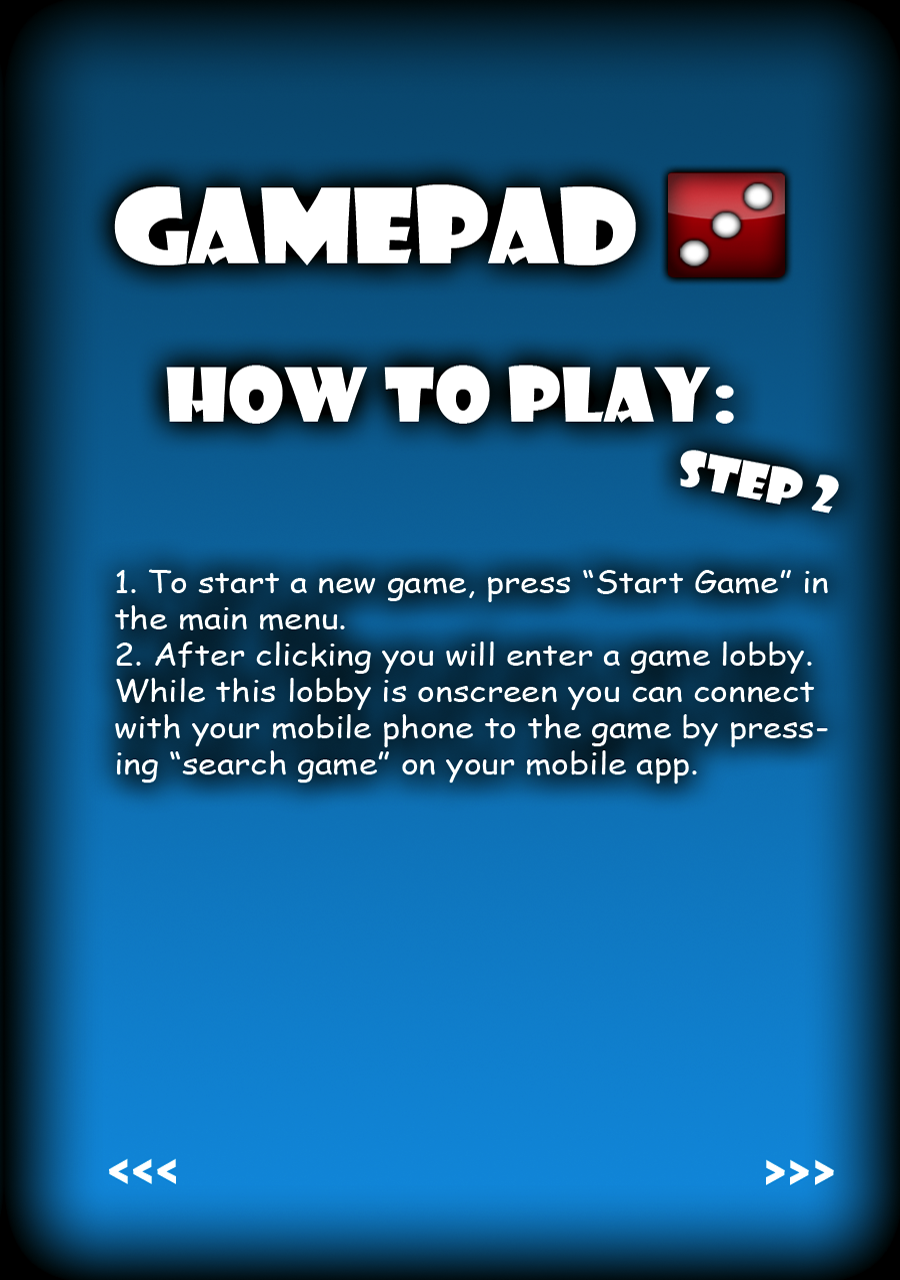 GAMEPAD
HOW TO PLAY:
STEP 2
1. To start a new game, press “Start Game” in
the main menu.
2. After clicking you will enter a game lobby.
While this lobby is onscreen you can connect
with your mobile phone to the game by press-
ing “search game” on your mobile app.
<<< >>>